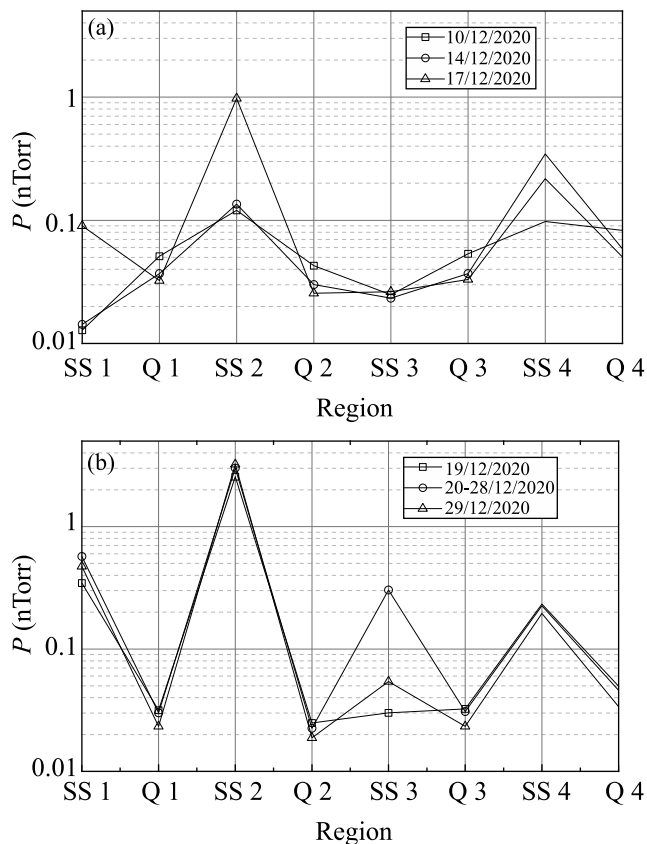 (a)
10/12/2020
14/12/2020
17/12/2020
P (nTorr)
1
0.1
0.01
SS 1 Q 1 SS 2 Q 2 SS 3 Q 3 SS 4 Q 4
Region
(b)
19/12/2020
20-28/12/2020
29/12/2020
P (nTorr)
1
0.1
0.01
SS 1 Q 1 SS 2 Q 2 SS 3 Q 3 SS 4 Q 4
Region